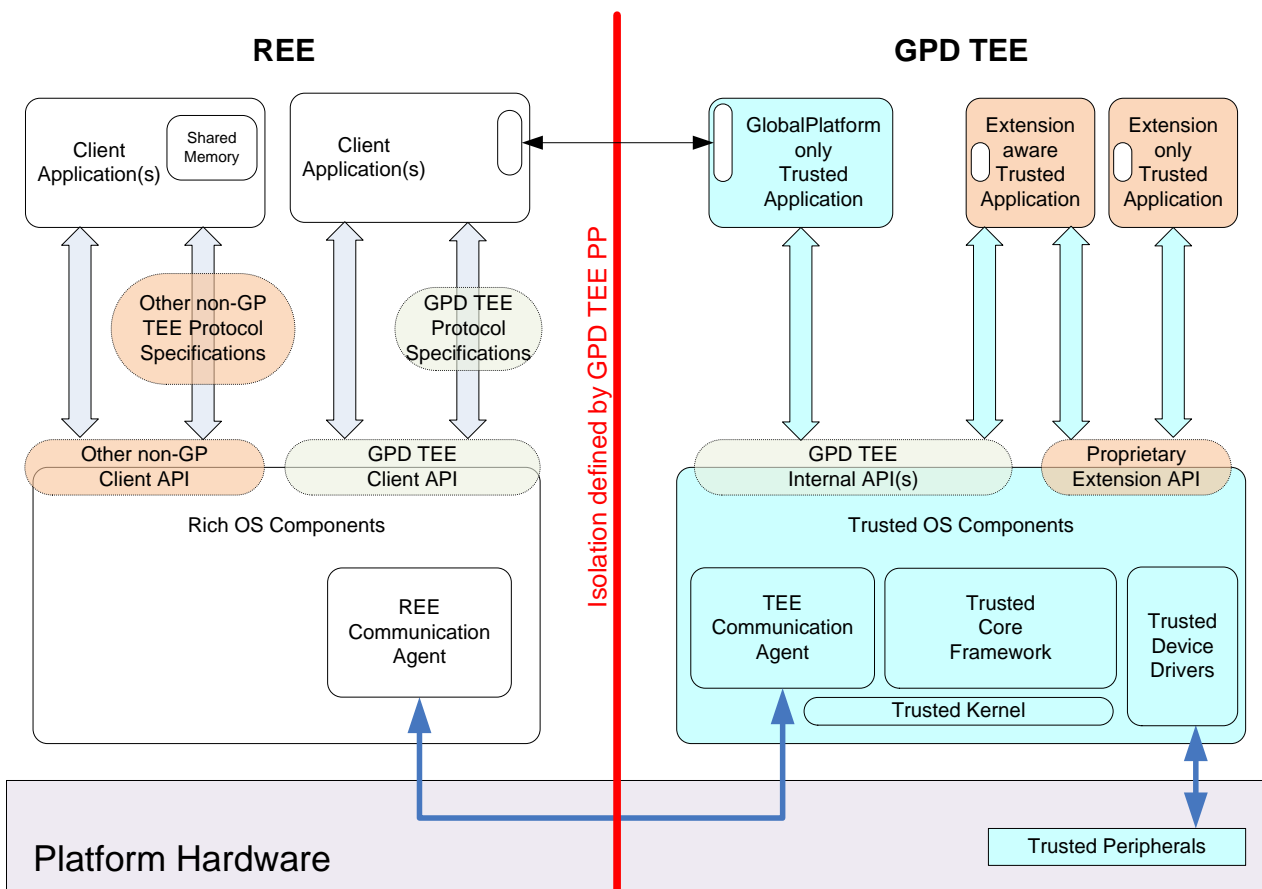 REE
GPD TEE
Client
Application(s)
Shared
Memory
Client
Application(s)
GlobalPlatform
only
Trusted
Application
Extension
aware
Trusted
Application
Extension
only
Trusted
Application
Other non-GP
TEE Protocol
Specifications
GPD TEE
Protocol
Specifications
Isolation defined by GPD TEE PP
Other non-GP
Client API
GPD TEE
Client API
GPD TEE
Internal API(s)
Proprietary
Extension API
Rich OS Components
Trusted OS Components
REE
Communication
Agent
TEE
Communication
Agent
Trusted
Core
Framework
Trusted
Device
Drivers
Trusted Kernel
Platform Hardware
Trusted Peripherals